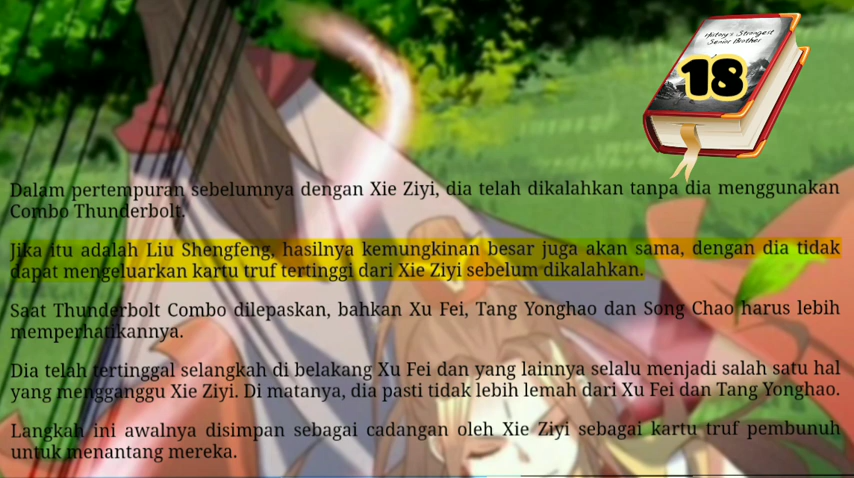 History's Strongest
Senior Brother
18
Dalam pertempuran sebelumnya dengan Xie Ziyi, dia telah dikalahkan tanpa dia menggunakan
Combo Thunderbolt.
Jika itu adalah Liu Shengfeng, hasilnya kemungkinan besar juga akan sama, dengan dia tidak
dapat mengeluarkan kartu truf tertinggi dari Xie Ziyi sebelum dikalahkan.
Saat Thunderbolt Combo dilepaskan, bahkan Xu Fei, Tang Yonghao dan Song Chao harus lebih
memperhatikannya.
Dia telah tertinggal selangkah di belakang Xu Fei dan yang lainnya selalu menjadi salah satu hal
yang mengganggu Xie Ziyi. Di matanya, dia pasti tidak lebih lemah dari Xu Fei dan Tang Yonghao.
Langkah ini awalnya disimpan sebagai cadangan oleh Xie Ziyi sebagai kartu truf pembunuh
untuk menantang mereka.